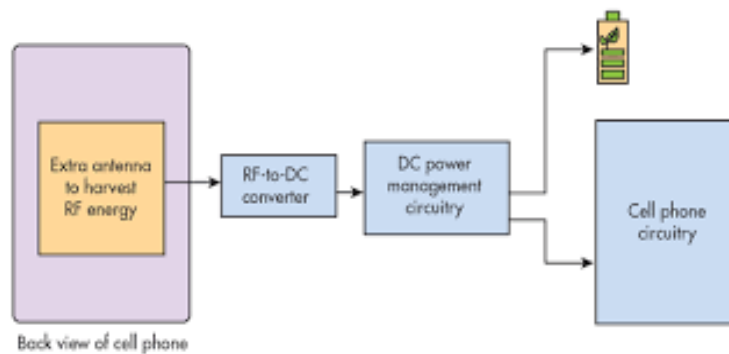 Extra antenna
to harvest
RF energy
RF-to-DC
converter
DC power
management
circuitry
Cell phone
circuitry
Back view of cell phone